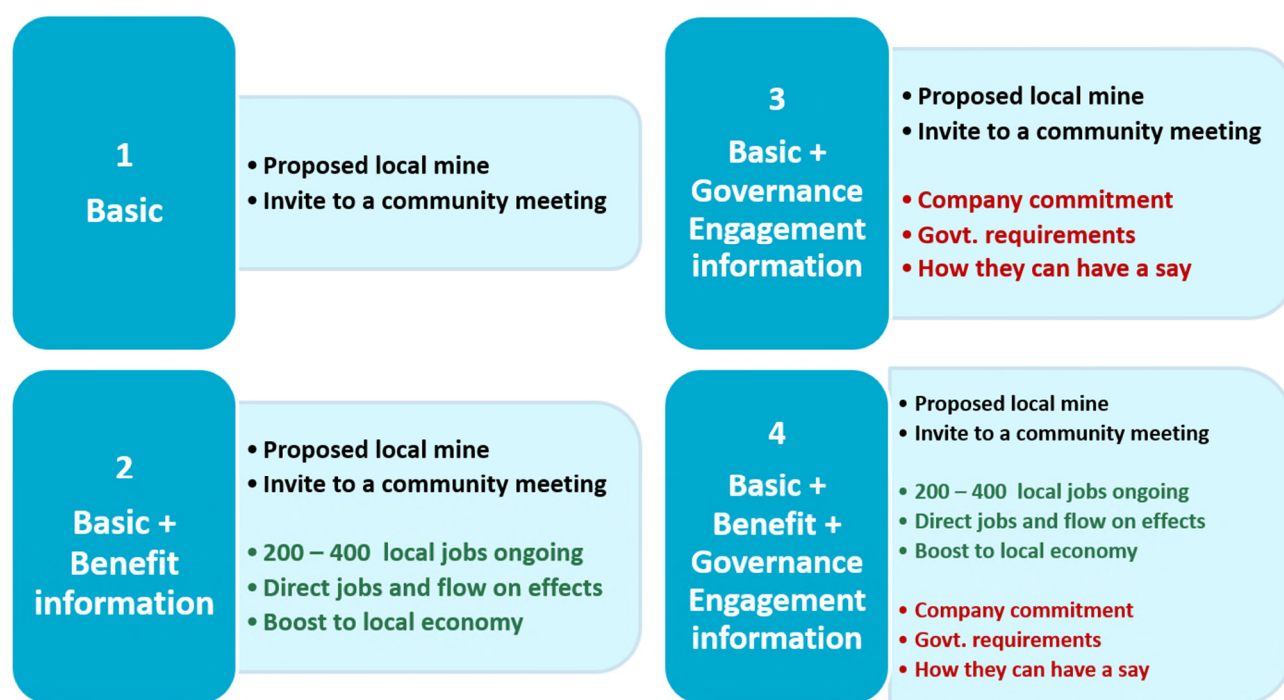 1
Basic
• Proposed local mine
• Invite to a community meeting
2
Basic +
Benefit
information
• Proposed local mine
• Invite to a community meeting
• 200 – 400 local jobs ongoing
• Direct jobs and flow on effects
• Boost to local economy
3
Basic +
Governance
Engagement
information
• Proposed local mine
• Invite to a community meeting
• Company commitment
• Govt. requirements
• How they can have a say
4
Basic +
Benefit +
Governance
Engagement
information
• Proposed local mine
• Invite to a community meeting
• 200 – 400 local jobs ongoing
• Direct jobs and flow on effects
• Boost to local economy
• Company commitment
• Govt. requirements
• How they can have a say